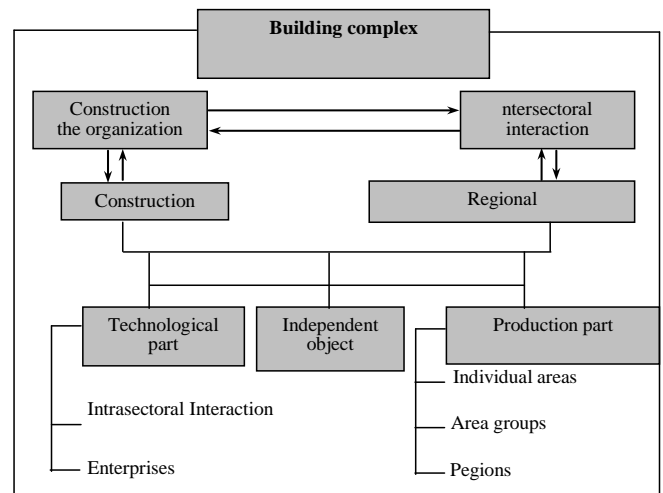 Building complex
Construction
the organization
ntersectoral
interaction
Construction
Regional
Technological
part
Independent
object
Production part
Intrasectoral Interaction
Enterprises
Individual areas
Area groups
Pegions